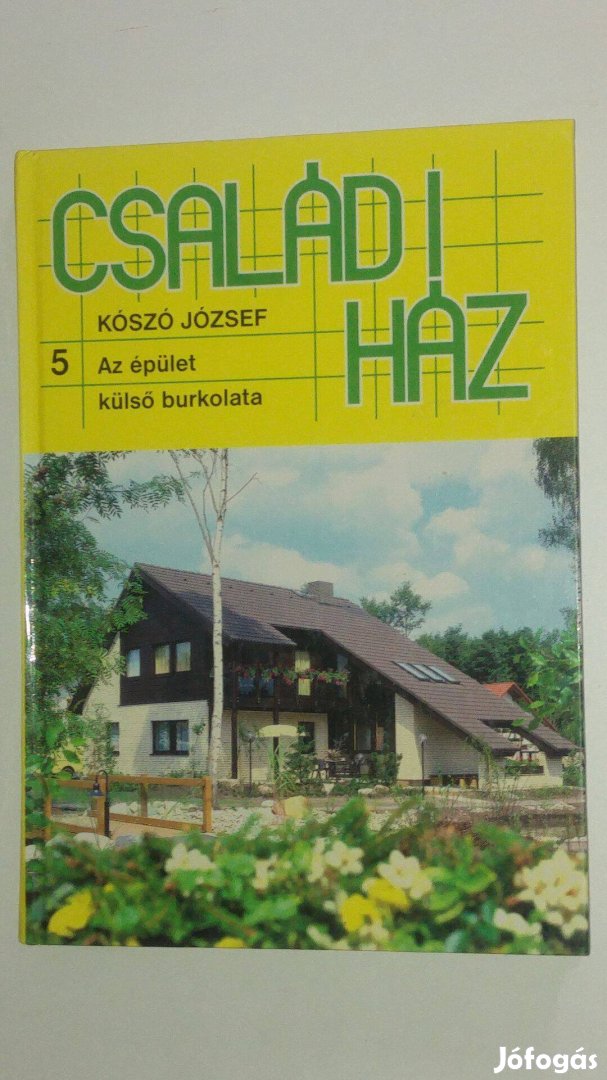 CSALÁDI
HÁZ
KÓSZÓ JÓZSEF
5 Az épület
külső burkolata
Jófogás